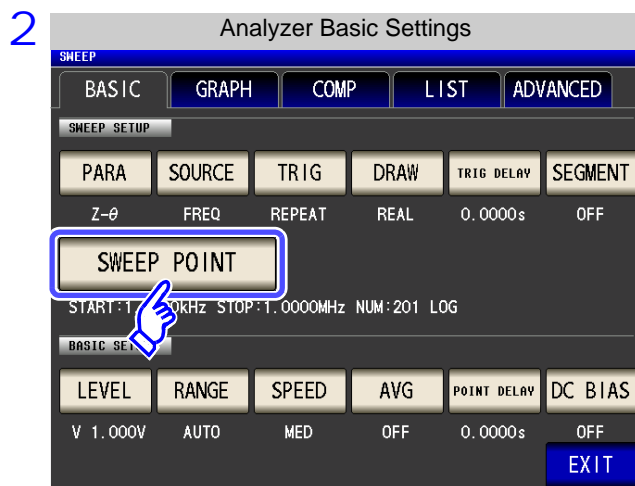 2
Analyzer Basic Settings
SWEEP
BASIC GRAPH COMP LIST ADVANCED
SWEEP SETUP
PARA SOURCE TRIG DRAW TRIG DELAY SEGMENT
Z-θ FREQ REPEAT REAL 0.0000s OFF
SWEEP POINT
START:1 0kHz STOP:1.0000MHz NUM:201 LOG
BASIC SE
LEVEL RANGE SPEED AVG POINT DELAY DC BIAS
V 1.000V AUTO MED OFF 0.0000s OFF
EXIT